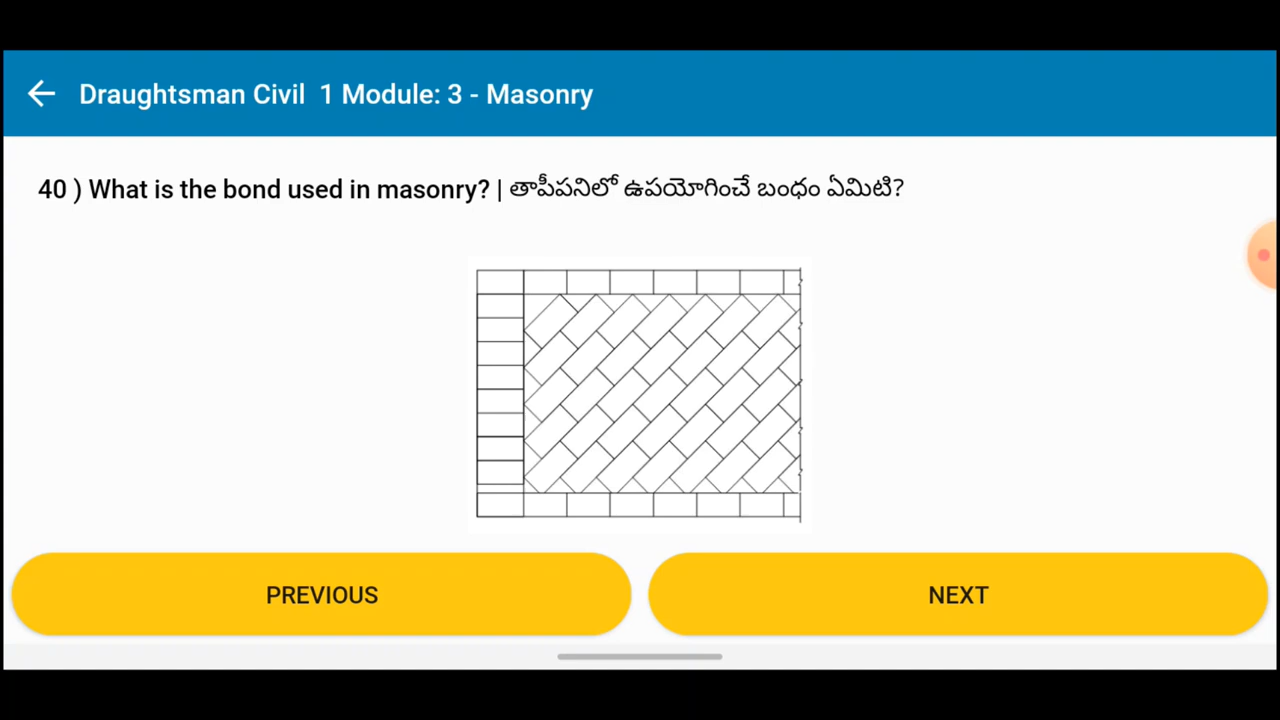 Draughtsman Civil 1 Module: 3 - Masonry
40 ) What is the bond used in masonry? | తాపీపనిలో ఉపయోగించే బంధం ఏమిటి?
PREVIOUS
NEXT